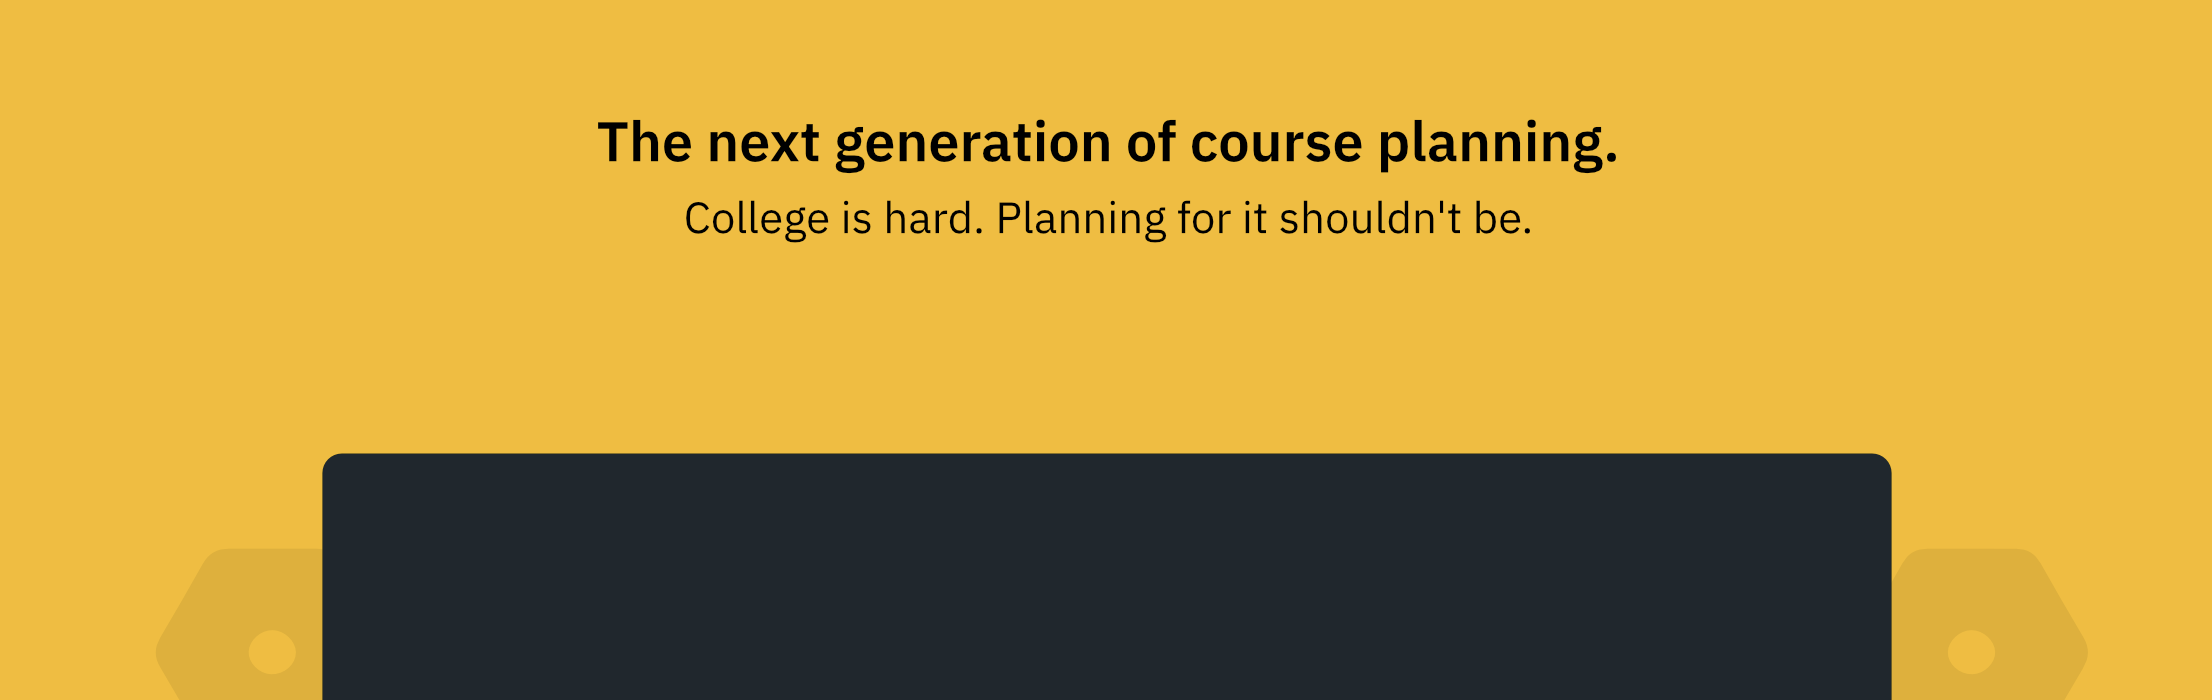 The next generation of course planning.
College is hard. Planning for it shouldn't be.